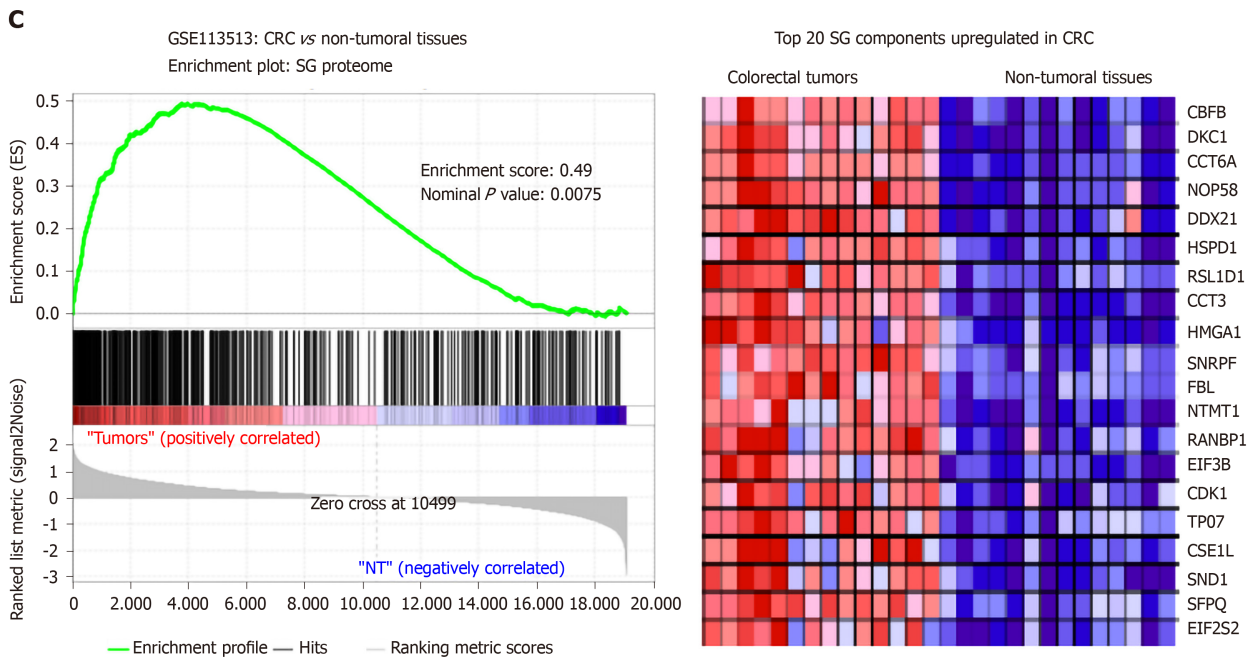 C
GSE113513: CRC vs non-tumoral tissues
Enrichment plot: SG proteome
Enrichment score (ES)
0.5
0.4
0.3
0.2
0.1
0.0
Enrichment score: 0.49
Nominal P value: 0.0075
Ranked list metric (signal2Noise)
"Tumors" (positively correlated)
2
1
0
-1
-2
-3
Zero cross at 10499
"NT" (negatively correlated)
0 2.000 4.000 6.000 8.000 10.000 12.000 14.000 16.000 18.000 20.000
Enrichment profile Hits Ranking metric scores
Top 20 SG components upregulated in CRC
Colorectal tumors Non-tumoral tissues
CBFB
DKC1
CCT6A
NOP58
DDX21
HSPD1
RSL1D1
CCT3
HMGA1
SNRPF
FBL
NTMT1
RANBP1
EIF3B
CDK1
TP07
CSE1L
SND1
SFPQ
EIF2S2